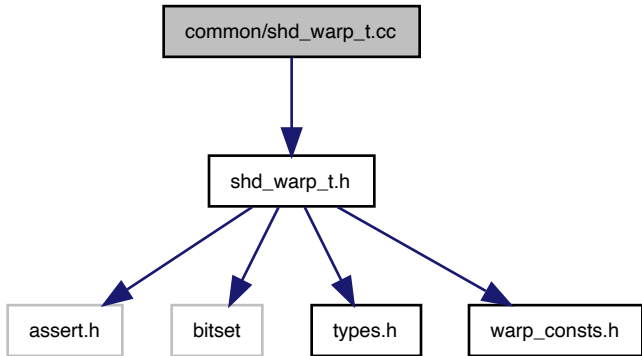 common/shd_warp_t.cc
shd_warp_t.h
assert.h
bitset
types.h
warp_consts.h